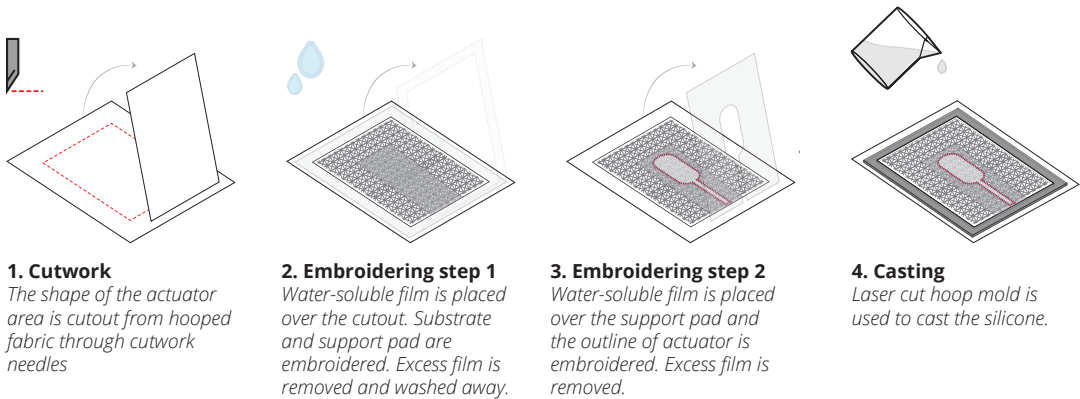 1. Cutwork
The shape of the actuator
area is cutout from hooped
fabric through cutwork
needles
2. Embroidering step 1
Water-soluble film is placed
over the cutout. Substrate
and support pad are
embroidered. Excess film is
removed and washed away.
3. Embroidering step 2
Water-soluble film is placed
over the support pad and
the outline of actuator is
embroidered. Excess film is
removed.
4. Casting
Laser cut hoop mold is
used to cast the silicone.